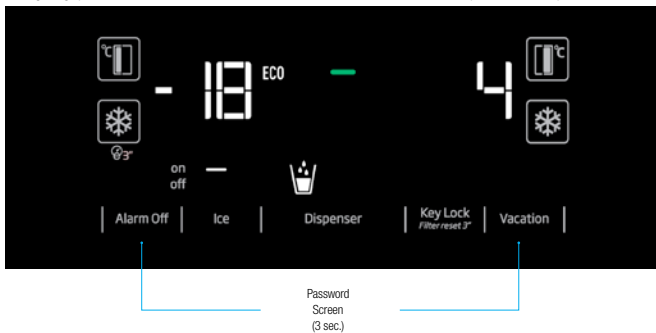 °C
°C
- 18
ECO
4
3"
on
off
Alarm Off
Ice
Dispenser
Key Lock
Filter reset 3"
Vacation
Password
Screen
(3 sec.)